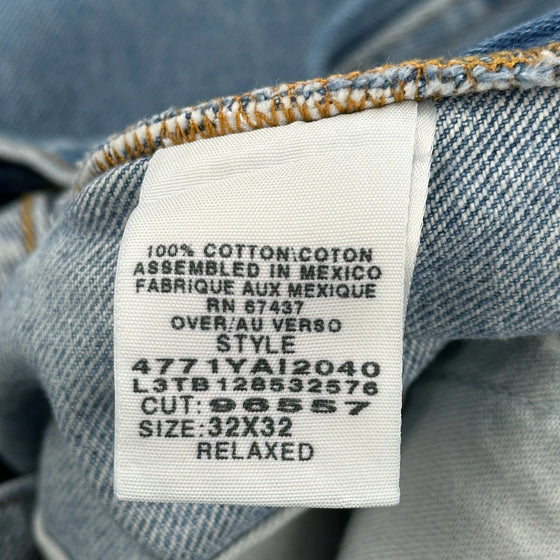 100% COTTON\COTON
ASSEMBLED IN MEXICO
FABRIQUE AUX MEXIQUE
RN 67437
OVER/AU VERSO
STYLE
4771YAI2040
L3TB128532576
CUT: 96557
SIZE: 32X32
RELAXED